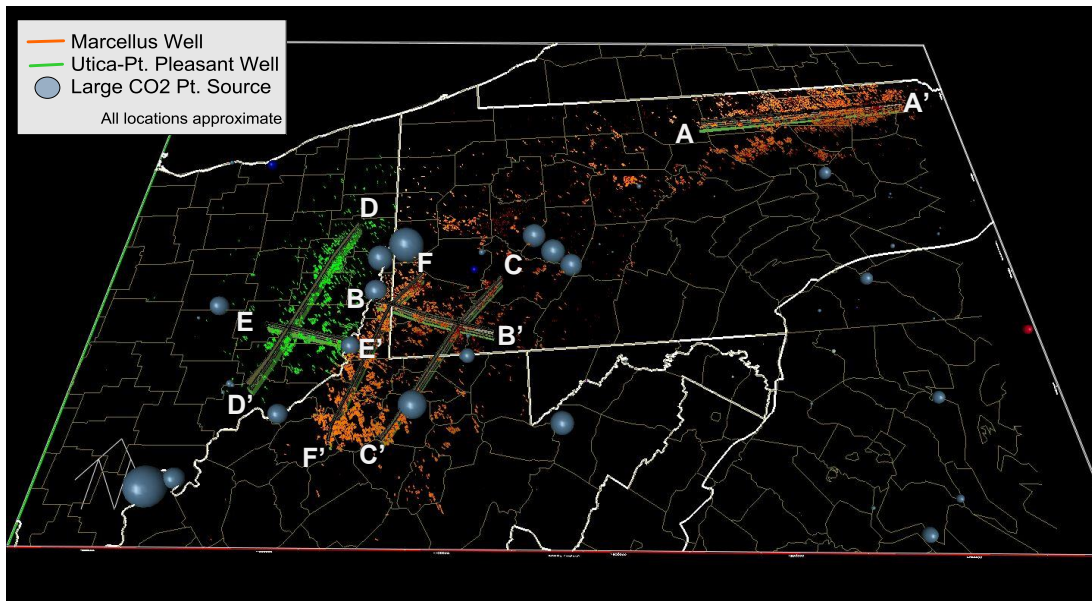 Marcellus Well
Utica-Pt. Pleasant Well
Large CO2 Pt. Source
All locations approximate
A
A’
D
F
C
B
E
B’
E’
D’
F’
C’